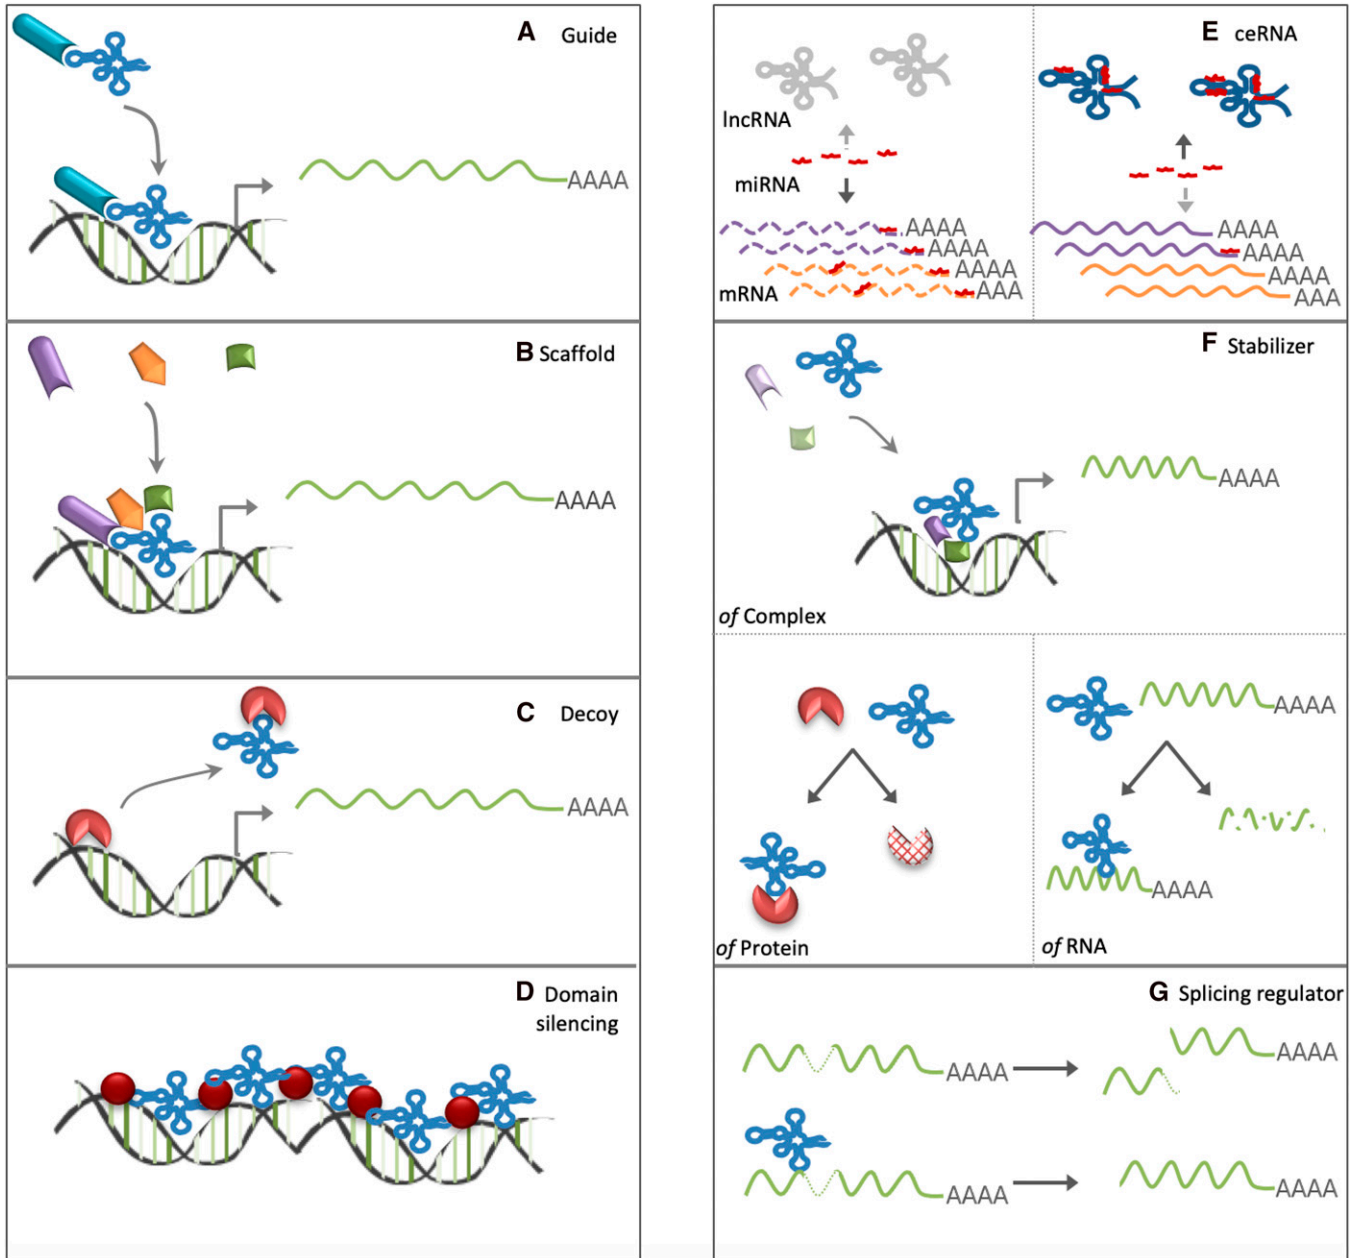 A Guide
AAAA
B Scaffold
AAAA
C Decoy
AAAA
D Domain
silencing
E ceRNA
lncRNA
miRNA
AAAA
AAAA
AAAA
mRNA
AAA
AAAA
AAAA
AAAA
AAA
F Stabilizer
AAAA
of Complex
AAAA
AAAA
of Protein
of RNA
G Splicing regulator
AAAA
AAAA
AAAA
AAAA